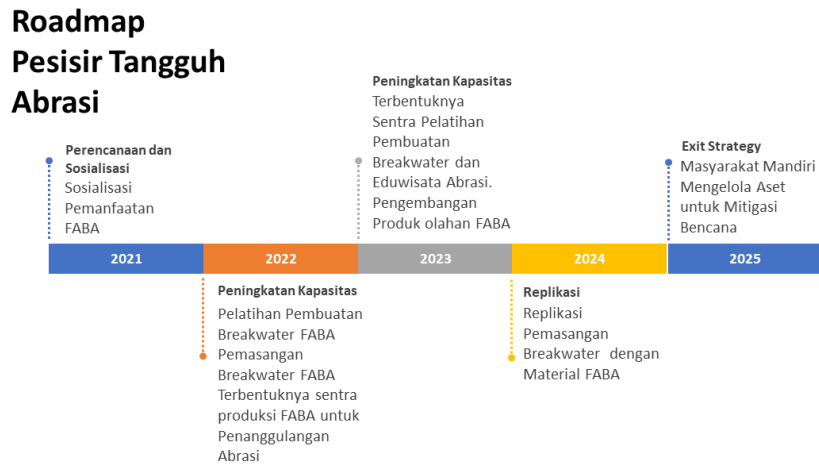 Roadmap
Pesisir Tangguh
Abrasi
Perencanaan dan
Sosialisasi
Sosialisasi
Pemanfaatan
FABA
Peningkatan Kapasitas
Terbentuknya
Sentra Pelatihan
Pembuatan
Breakwater dan
Eduwisata Abrasi.
Pengembangan
Produk olahan FABA
Exit Strategy
Masyarakat Mandiri
Mengelola Aset
untuk Mitigasi
Bencana
2021
2022
2023
2024
2025
Peningkatan Kapasitas
Pelatihan Pembuatan
Breakwater FABA
Pemasangan
Breakwater FABA
Terbentuknya sentra
produksi FABA untuk
Penanggulangan
Abrasi
Replikasi
Replikasi
Pemasangan
Breakwater dengan
Material FABA